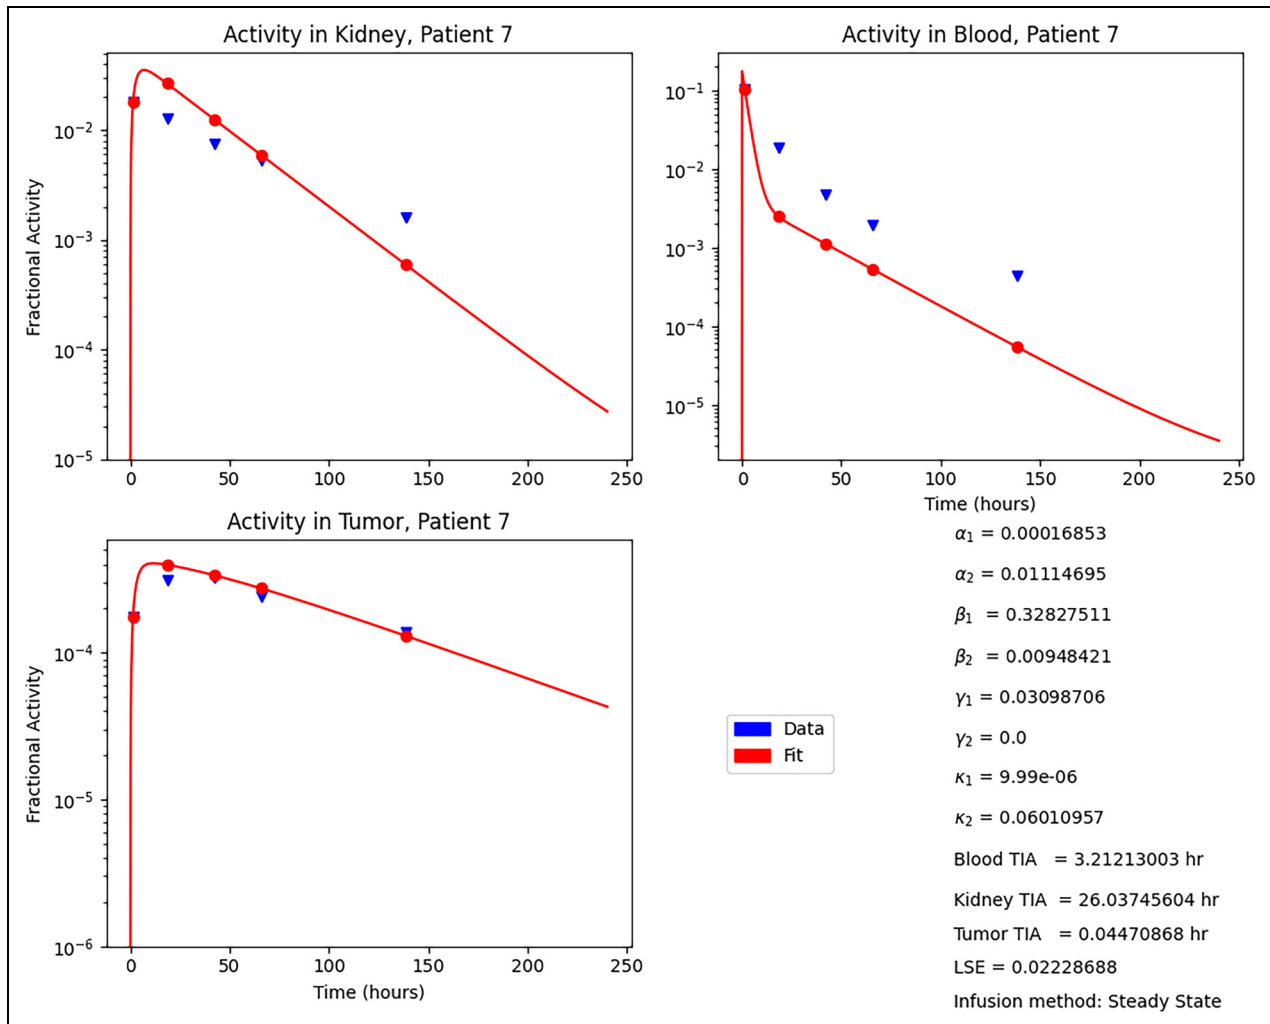 Activity in Kidney, Patient 7
Fractional Activity
10⁻²
10⁻³
10⁻⁴
10⁻⁵
0 50 100 150 200 250
Activity in Blood, Patient 7
10⁻¹
10⁻²
10⁻³
10⁻⁴
10⁻⁵
0 50 100 150 200 250
Time (hours)
Activity in Tumor, Patient 7
Fractional Activity
10⁻⁴
10⁻⁵
10⁻⁶
0 50 100 150 200 250
Time (hours)
Data
Fit
α₁ = 0.00016853
α₂ = 0.01114695
β₁ = 0.32827511
β₂ = 0.00948421
γ₁ = 0.03098706
γ₂ = 0.0
κ₁ = 9.99e-06
κ₂ = 0.06010957
Blood TIA = 3.21213003 hr
Kidney TIA = 26.03745604 hr
Tumor TIA = 0.04470868 hr
LSE = 0.02228688
Infusion method: Steady State